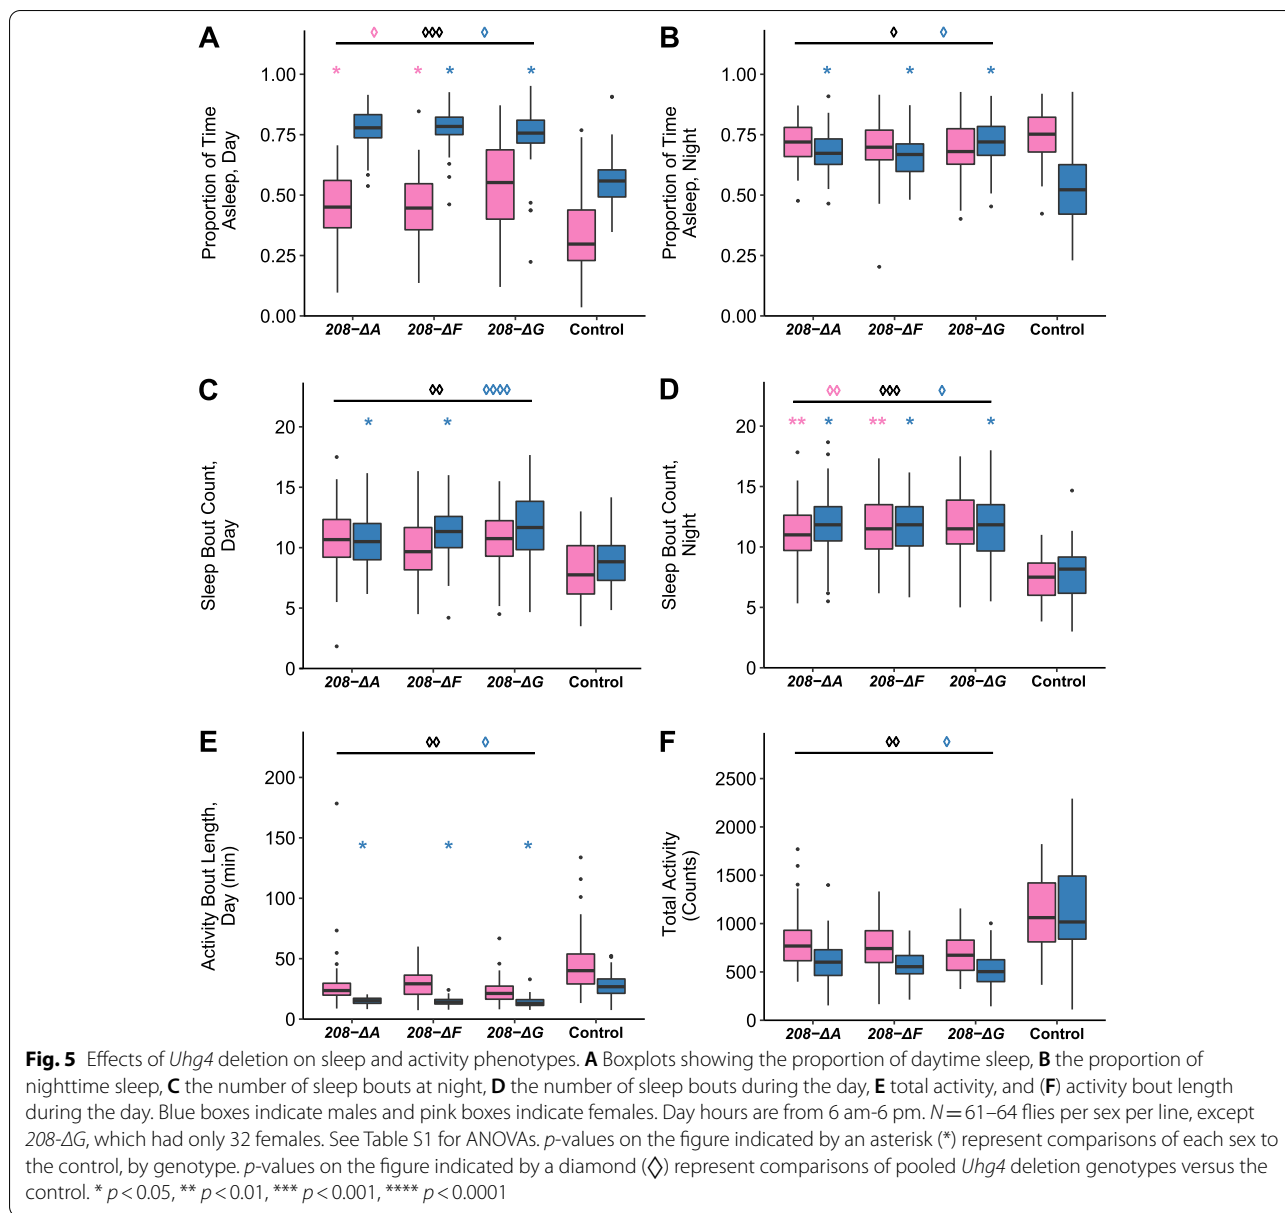 A
◊ ◊◊◊ ◊
* * * * *
Proportion of Time
Asleep, Day
1.00
0.75
0.50
0.25
0.00
208−ΔA 208−ΔF 208−ΔG Control
B
◊ ◊
* * *
Proportion of Time
Asleep, Night
1.00
0.75
0.50
0.25
0.00
208−ΔA 208−ΔF 208−ΔG Control
C
◊◊ ◊◊◊◊
* *
Sleep Bout Count,
Day
20
15
10
5
0
208−ΔA 208−ΔF 208−ΔG Control
D
◊◊ ◊◊◊ ◊
** * ** * *
Sleep Bout Count,
Night
20
15
10
5
0
208−ΔA 208−ΔF 208−ΔG Control
E
◊◊ ◊
* * *
Activity Bout Length,
Day (min)
200
150
100
50
0
208−ΔA 208−ΔF 208−ΔG Control
F
◊◊ ◊
Total Activity
(Counts)
2500
2000
1500
1000
500
0
208−ΔA 208−ΔF 208−ΔG Control
Fig. 5 Effects of Uhg4 deletion on sleep and activity phenotypes. A Boxplots showing the proportion of daytime sleep, B the proportion of
nighttime sleep, C the number of sleep bouts at night, D the number of sleep bouts during the day, E total activity, and (F) activity bout length
during the day. Blue boxes indicate males and pink boxes indicate females. Day hours are from 6 am-6 pm. N = 61–64 flies per sex per line, except
208-ΔG, which had only 32 females. See Table S1 for ANOVAs. p-values on the figure indicated by an asterisk (*) represent comparisons of each sex to
the control, by genotype. p-values on the figure indicated by a diamond (◊) represent comparisons of pooled Uhg4 deletion genotypes versus the
control. * p < 0.05, ** p < 0.01, *** p < 0.001, **** p < 0.0001